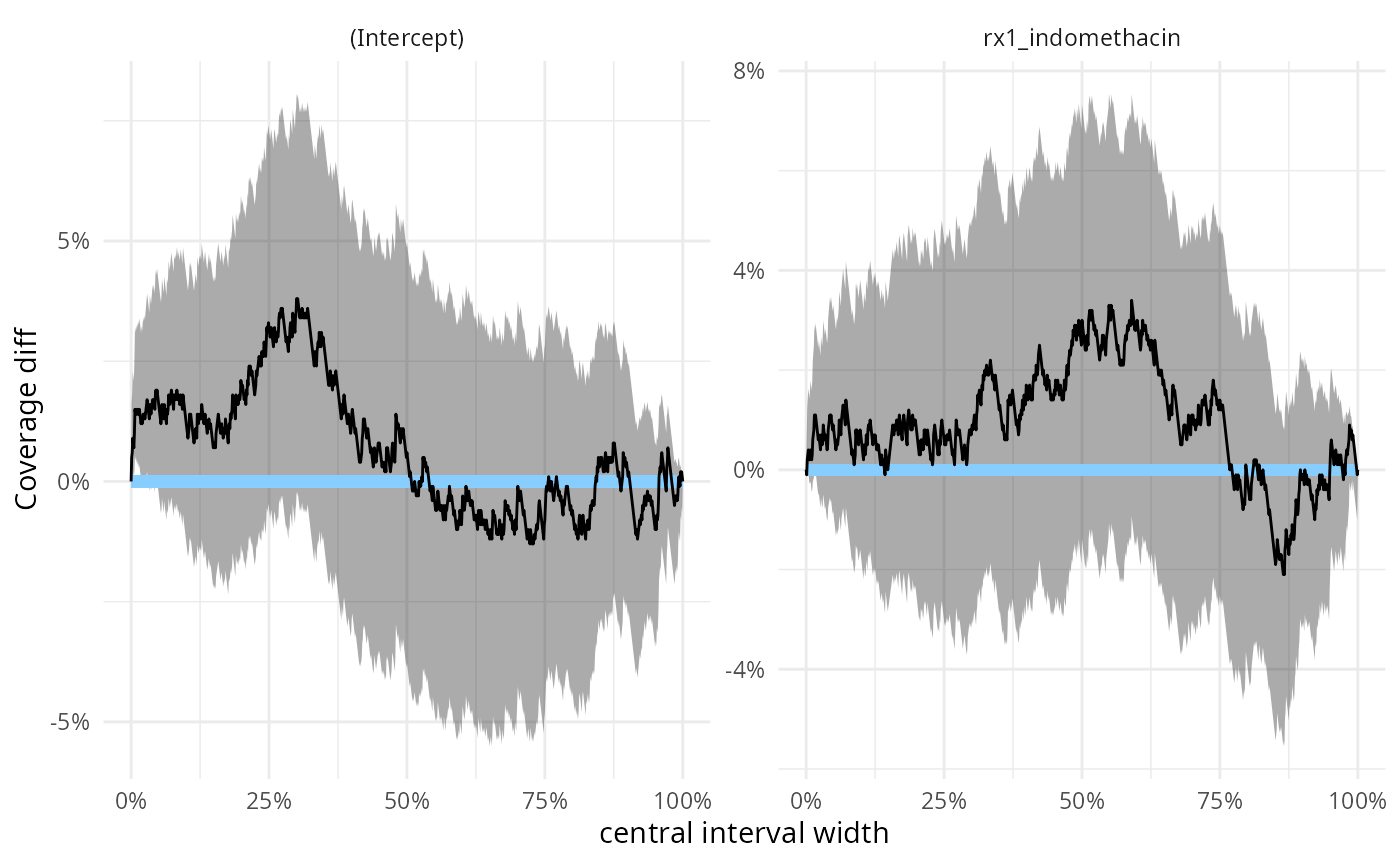 (Intercept)
rx1_indomethacin
Coverage diff
5%
0%
-5%
8%
4%
0%
-4%
0% 25% 50% 75% 100%
0% 25% 50% 75% 100%
central interval width